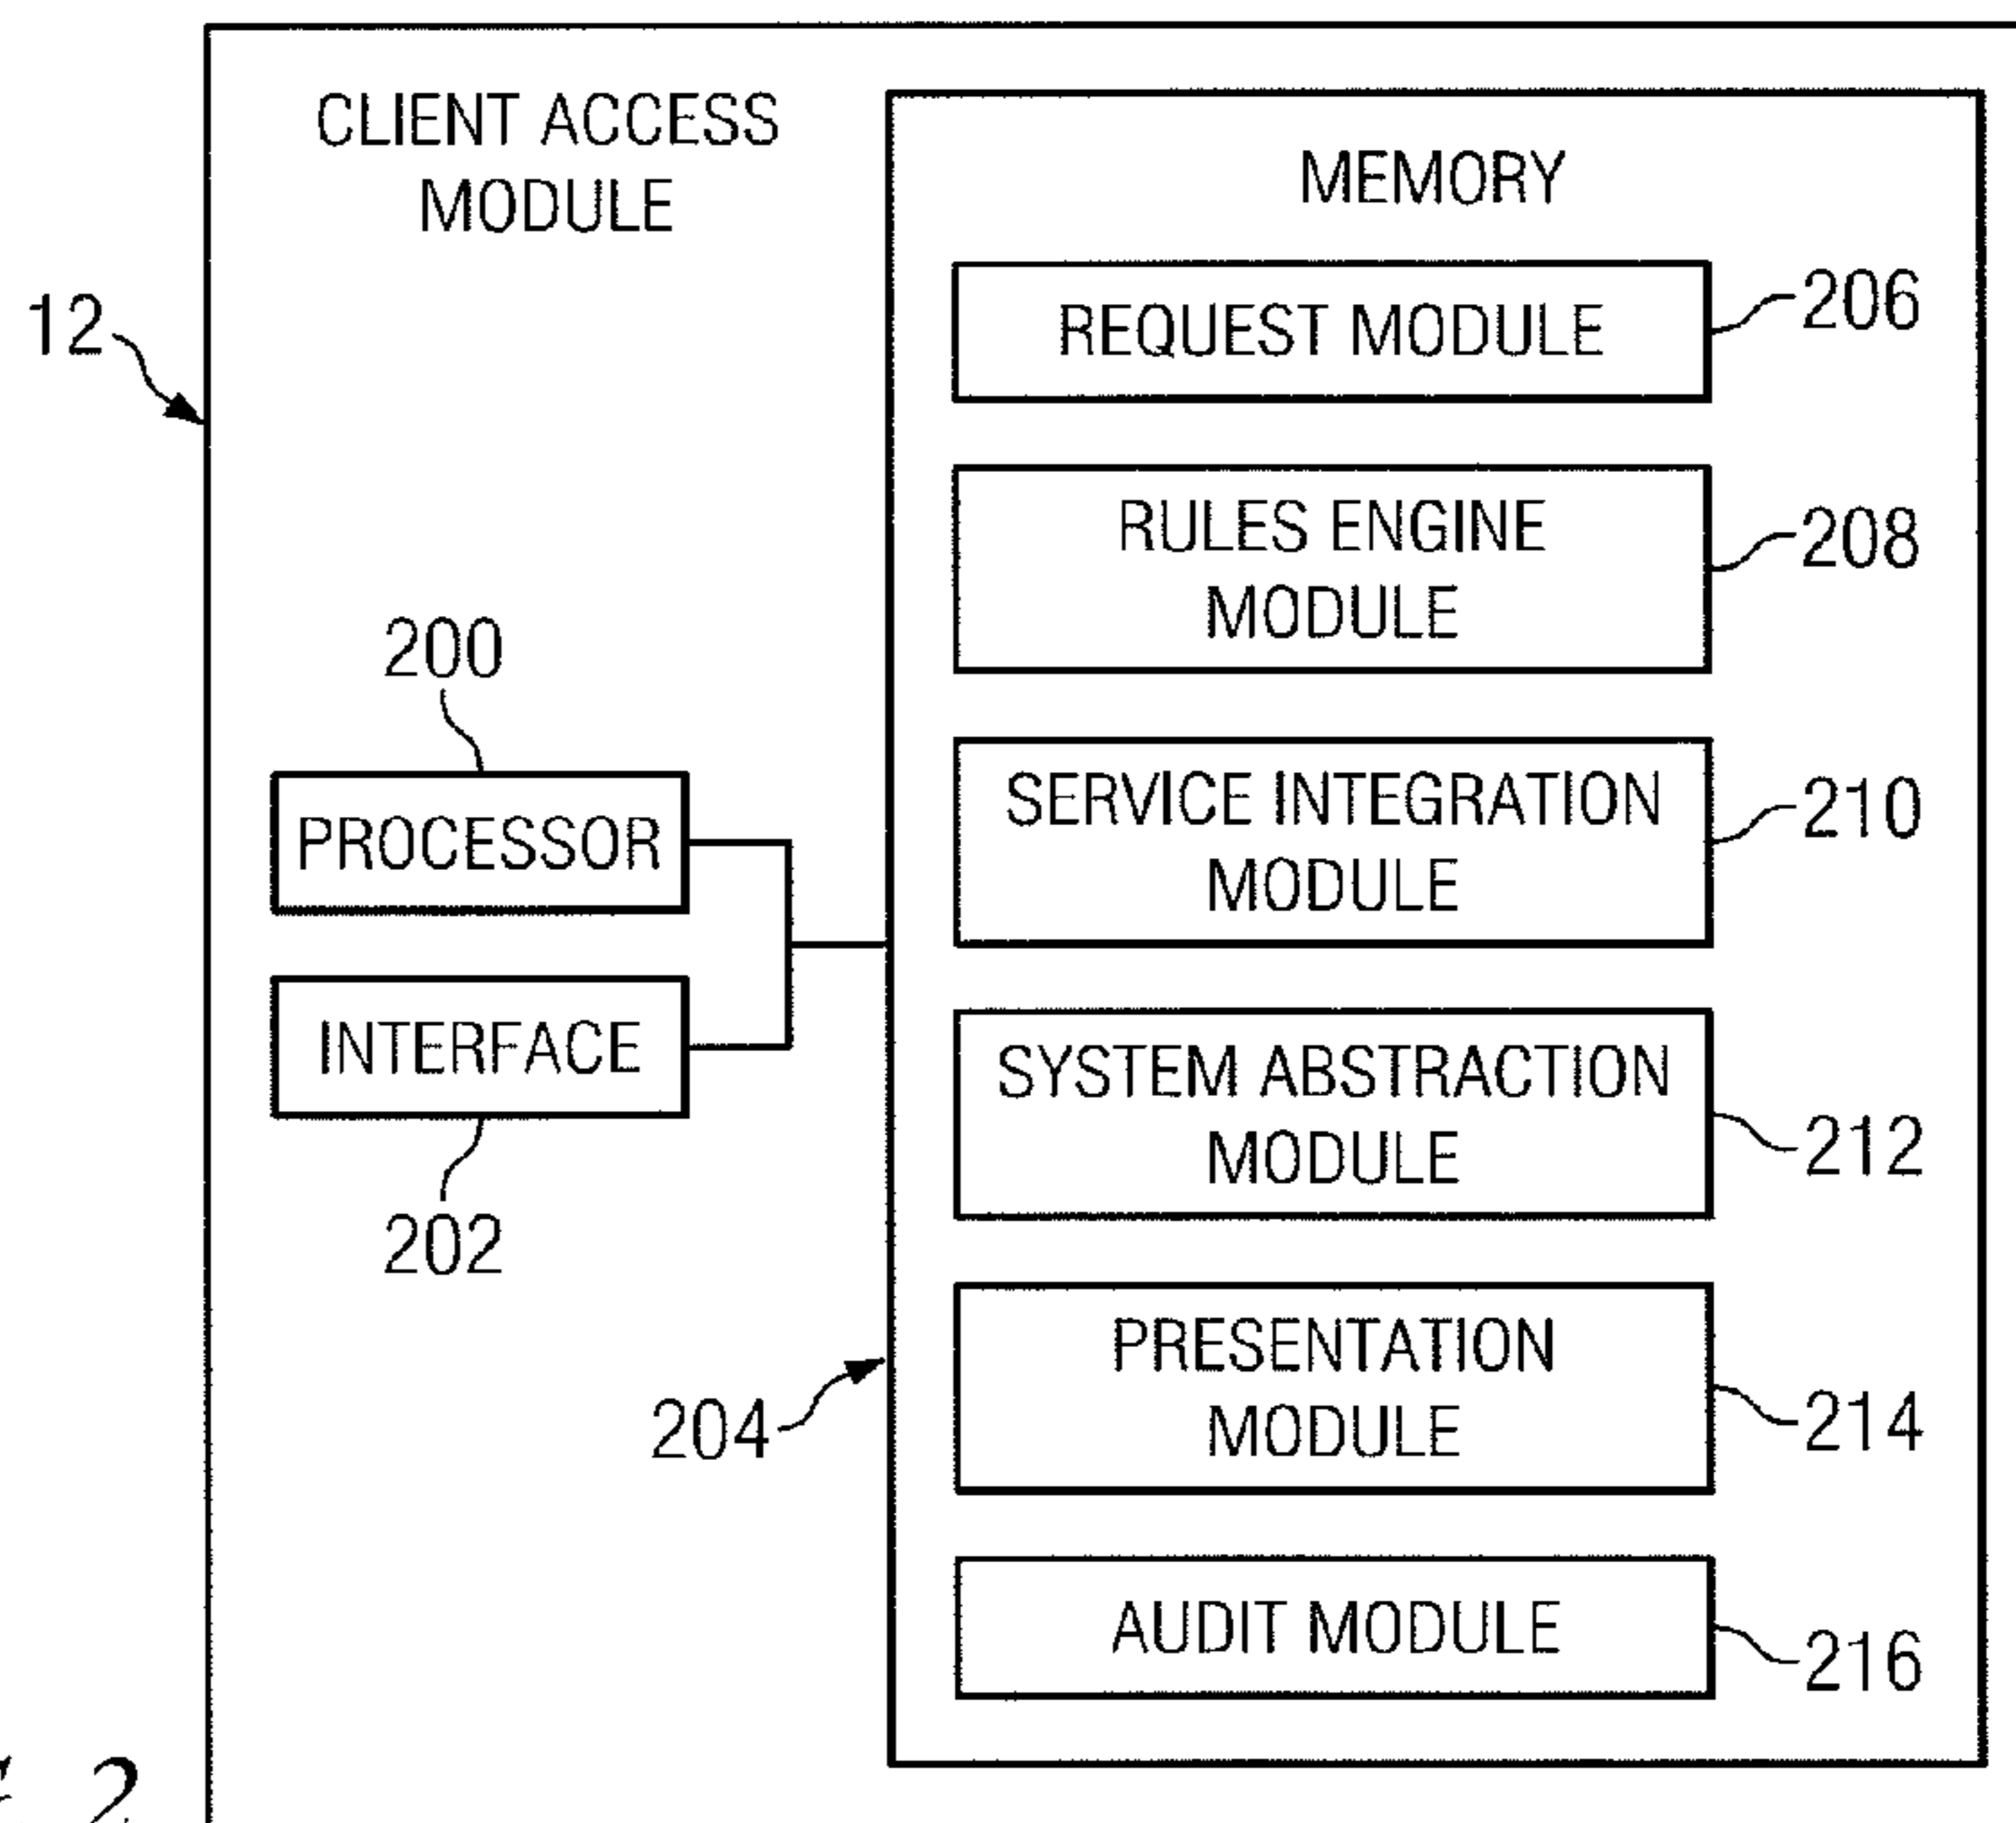 CLIENT ACCESS
MODULE
MEMORY
12
REQUEST MODULE
206
RULES ENGINE
MODULE
208
200
PROCESSOR
SERVICE INTEGRATION
MODULE
210
INTERFACE
202
SYSTEM ABSTRACTION
MODULE
212
204
PRESENTATION
MODULE
214
AUDIT MODULE
216
2